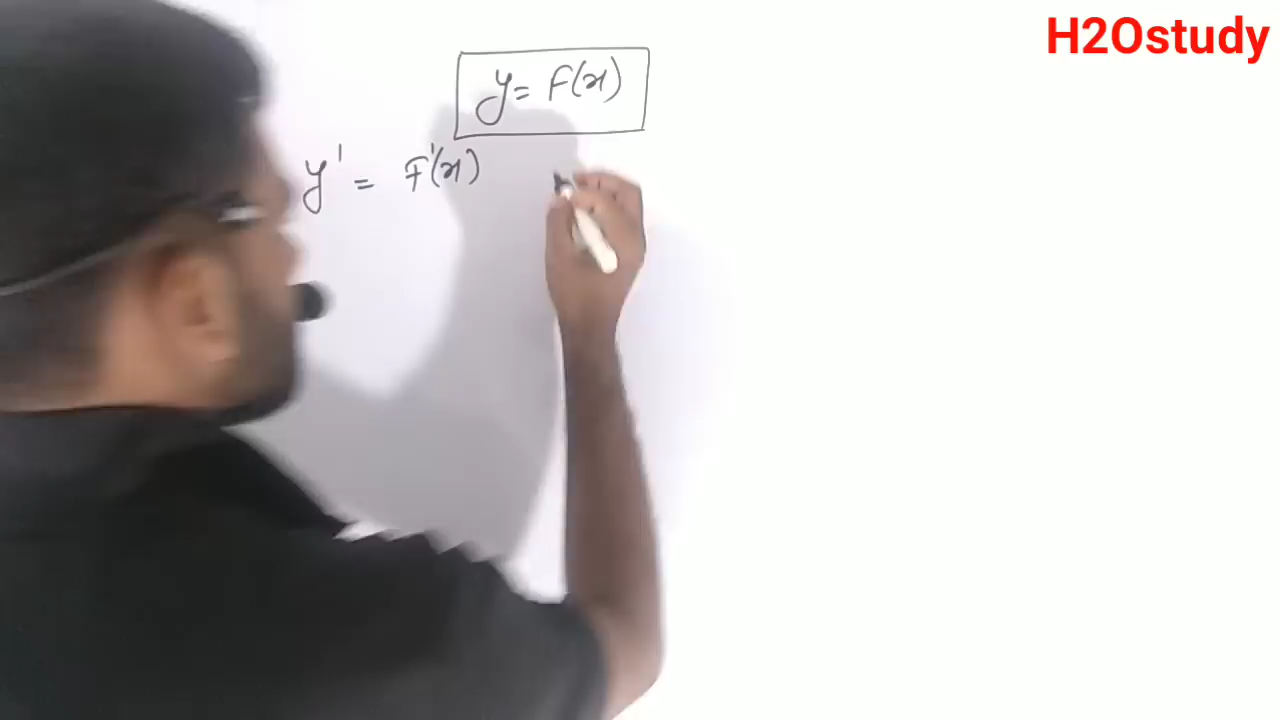 H2Ostudy
y = F(x)
y' = F'(x)